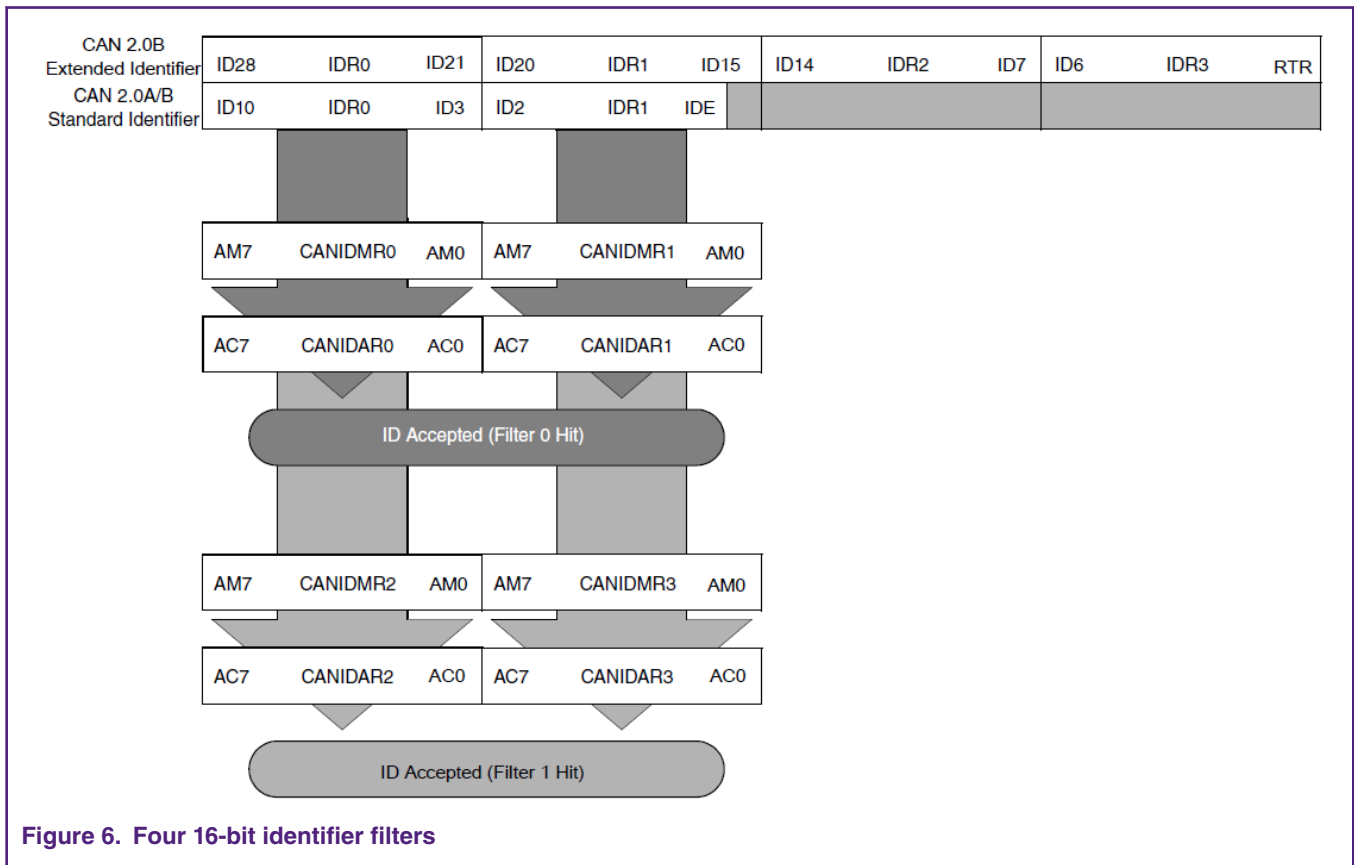 CAN 2.0B
Extended Identifier ID28 IDR0 ID21 ID20 IDR1 ID15 ID14 IDR2 ID7 ID6 IDR3 RTR
CAN 2.0A/B
Standard Identifier ID10 IDR0 ID3 ID2 IDR1 IDE
AM7 CANIDMR0 AM0 AM7 CANIDMR1 AM0
AC7 CANIDAR0 AC0 AC7 CANIDAR1 AC0
ID Accepted (Filter 0 Hit)
AM7 CANIDMR2 AM0 AM7 CANIDMR3 AM0
AC7 CANIDAR2 AC0 AC7 CANIDAR3 AC0
ID Accepted (Filter 1 Hit)
Figure 6. Four 16-bit identifier filters